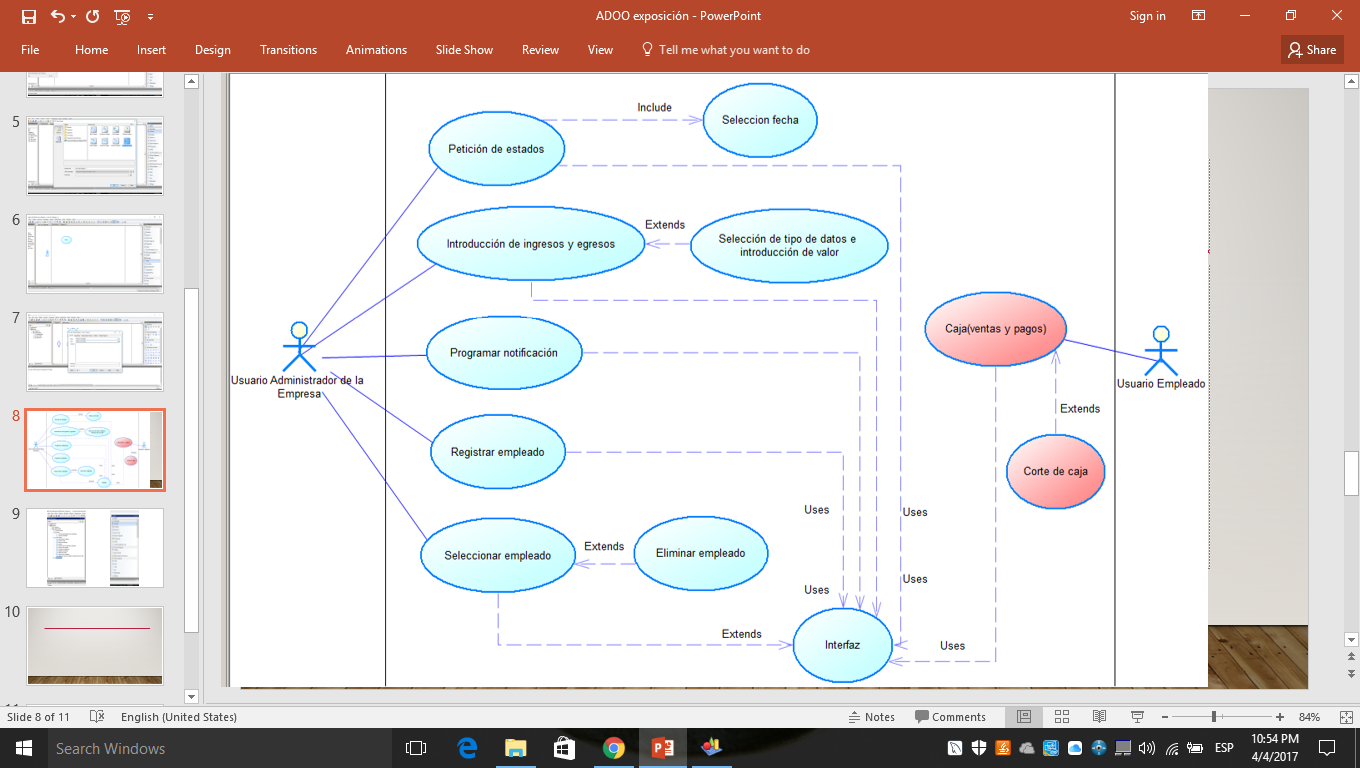 ADOO exposición - PowerPoint
Sign in
File
Home
Insert
Design
Transitions
Animations
Slide Show
Review
View
Tell me what you want to do
Share
5
6
7
8
9
10
Include
Seleccion fecha
Petición de estados
Introducción de ingresos y egresos
Extends
Selección de tipo de datos e
introducción de valor
Caja(ventas y pagos)
Programar notificación
Usuario Administrador de la
Empresa
Usuario Empleado
Extends
Registrar empleado
Corte de caja
Uses
Uses
Seleccionar empleado
Extends
Eliminar empleado
Uses
Uses
Extends
Interfaz
Uses
Slide 8 of 11
English (United States)
Notes
Comments
84%
Search Windows
ESP
10:54 PM
4/4/2017